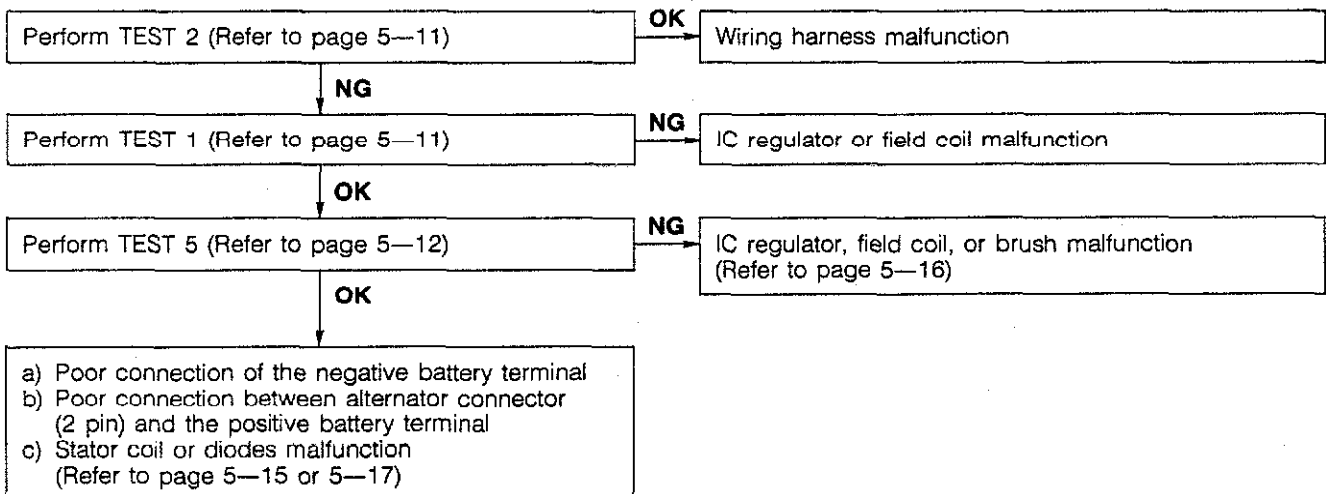 Perform TEST 2 (Refer to page 5—11)
OK
Wiring harness malfunction
NG
Perform TEST 1 (Refer to page 5—11)
NG
IC regulator or field coil malfunction
OK
Perform TEST 5 (Refer to page 5—12)
NG
IC regulator, field coil, or brush malfunction
(Refer to page 5—16)
OK
a) Poor connection of the negative battery terminal
b) Poor connection between alternator connector
(2 pin) and the positive battery terminal
c) Stator coil or diodes malfunction
(Refer to page 5—15 or 5—17)